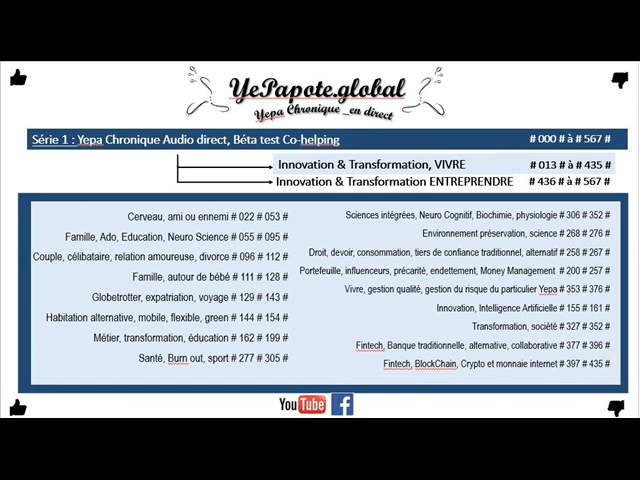 YePapote.global
Yepa Chronique _en direct
Série 1 : Yepa Chronique Audio direct, Béta test Co-helping # 000 # à # 567 #
Innovation & Transformation, VIVRE # 013 # à # 435 #
Innovation & Transformation ENTREPRENDRE # 436 # à # 567 #
Cerveau, ami ou ennemi # 022 # 053 #
Famille, Ado, Education, Neuro Science # 055 # 095 #
Couple, célibataire, relation amoureuse, divorce # 096 # 112 #
Famille, autour de bébé # 111 # 128 #
Globetrotter, expatriation, voyage # 129 # 143 #
Habitation alternative, mobile, flexible, green # 144 # 154 #
Métier, transformation, éducation # 162 # 199 #
Santé, Burn out, sport # 277 # 305 #
Sciences intégrées, Neuro Cognitif, Biochimie, physiologie # 306 # 352 #
Environnement préservation, science # 268 # 276 #
Droit, devoir, consommation, tiers de confiance traditionnel, alternatif # 258 # 267 #
Portefeuille, influenceurs, précarité, endettement, Money Management # 200 # 257 #
Vivre, gestion qualité, gestion du risque du particulier Yepa # 353 # 376 #
Innovation, Intelligence Artificielle # 155 # 161 #
Transformation, société # 327 # 352 #
Fintech, Banque traditionnelle, alternative, collaborative # 377 # 396 #
Fintech, BlockChain, Crypto et monnaie internet # 397 # 435 #
YouTube f